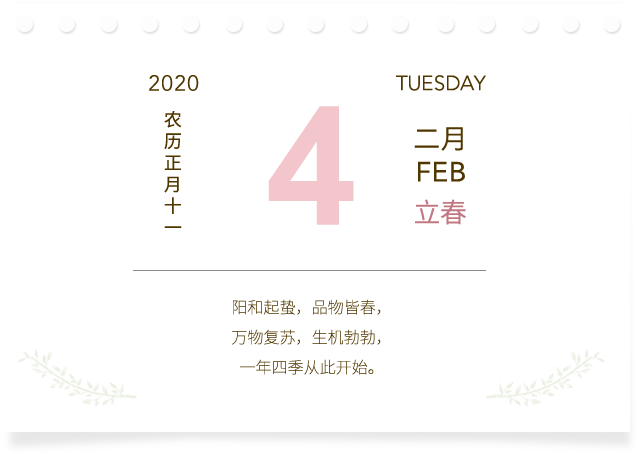 2020
TUESDAY
农历正月十一
4
二月
FEB
立春
阳和起蛰，品物皆春，
万物复苏，生机勃勃，
一年四季从此开始。